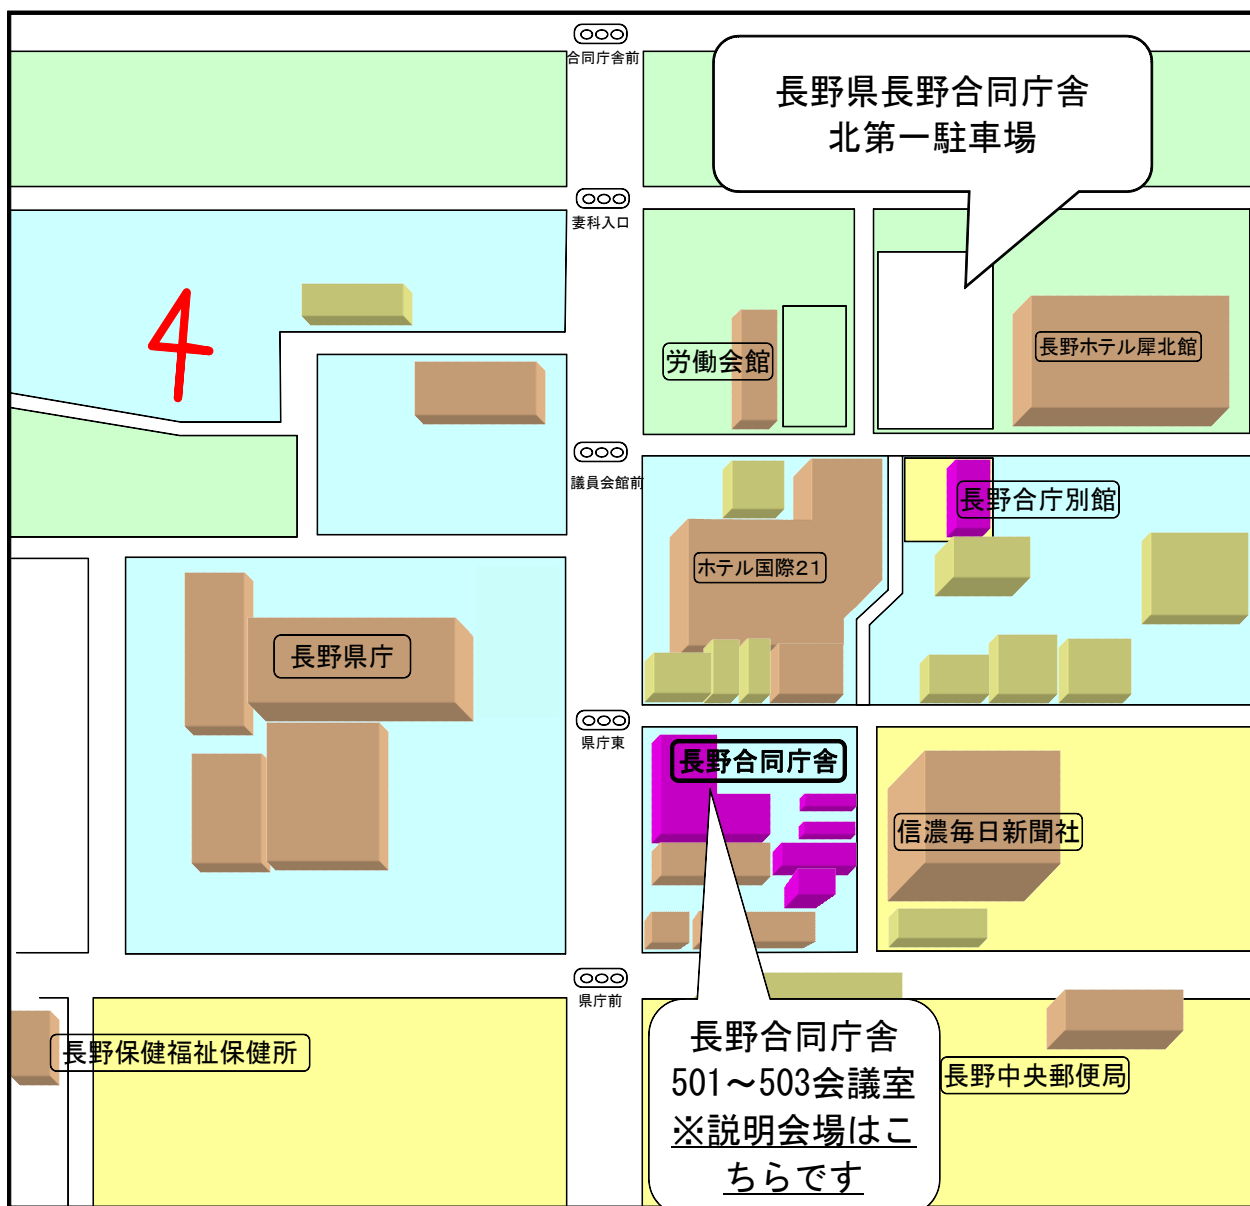 合同庁舎前
長野県長野合同庁舎
北第一駐車場
妻科入口
4
労働会館
長野ホテル犀北館
議員会館前
長野合庁別館
ホテル国際21
長野県庁
県庁東
長野合同庁舎
信濃毎日新聞社
県庁前
長野保健福祉保健所
長野合同庁舎
501～503会議室
※説明会場はこ
ちらです
長野中央郵便局